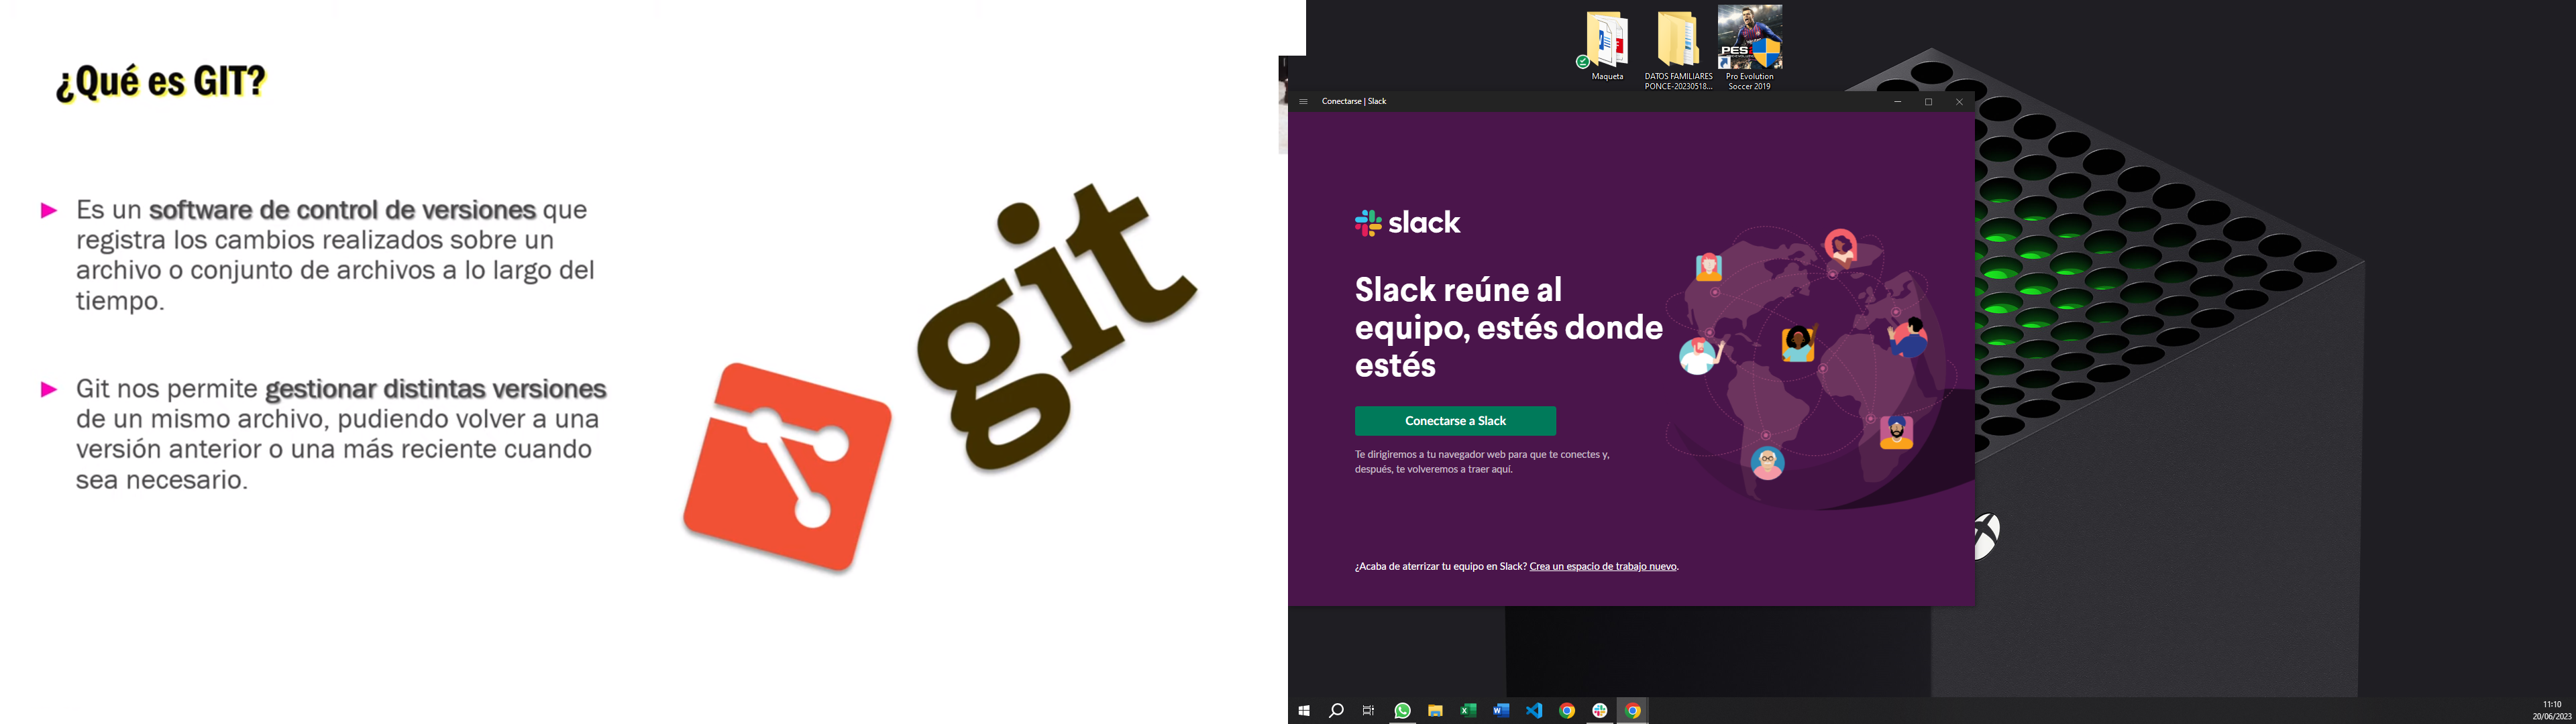 ¿Qué es GIT?
Es un software de control de versiones que
registra los cambios realizados sobre un
archivo o conjunto de archivos a lo largo del
tiempo.
Git nos permite gestionar distintas versiones
de un mismo archivo, pudiendo volver a una
versión anterior o una más reciente cuando
sea necesario.
git
Maqueta
DATOS FAMILIARES
PONCE-20230518...
PES
Pro Evolution
Soccer 2019
Conectarse | Slack
slack
Slack reúne al
equipo, estés donde
estés
Conectarse a Slack
Te dirigiremos a tu navegador web para que te conectes y,
después, te volveremos a traer aquí.
¿Acaba de aterrizar tu equipo en Slack? Crea un espacio de trabajo nuevo.
11:10
20/06/2023